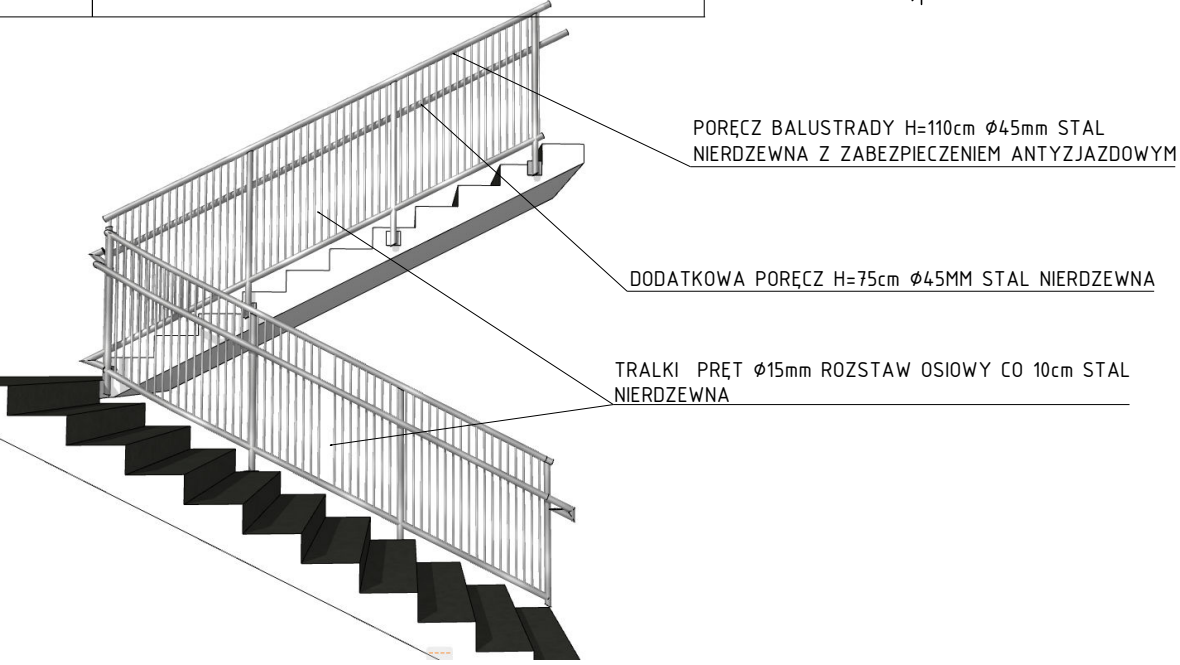 PORĘCZ BALUSTRADY H=110cm Ø45mm STAL
NIERDZEWNA Z ZABEZPIECZENIEM ANTYZJAZDOWYM
DODATKOWA PORĘCZ H=75cm Ø45MM STAL NIERDZEWNA
TRALKI PRĘT Ø15mm ROZSTAW OSIOWY CO 10cm STAL
NIERDZEWNA